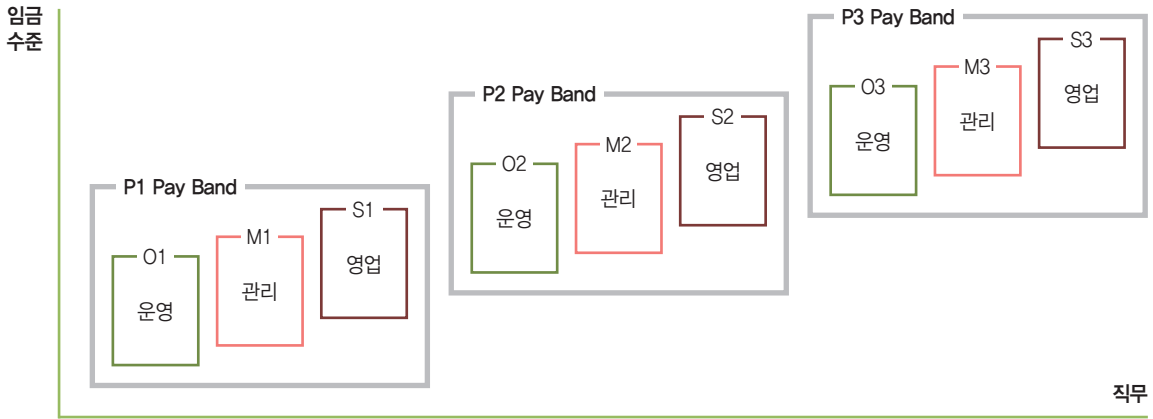 임금
수준
P3 Pay Band
S3
영업
M3
관리
O3
운영
P2 Pay Band
S2
영업
M2
관리
O2
운영
P1 Pay Band
S1
영업
M1
관리
O1
운영
직무